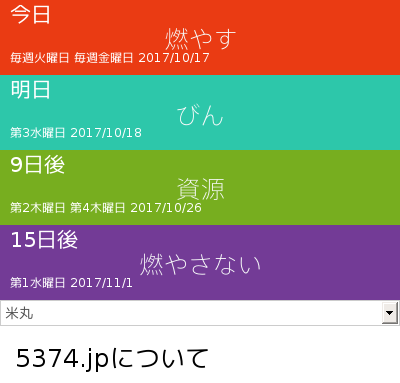 今日
燃やす
毎週火曜日 毎週金曜日 2017/10/17
明日
びん
第3水曜日 2017/10/18
9日後
資源
第2木曜日 第4木曜日 2017/10/26
15日後
燃やさない
第1水曜日 2017/11/1
米丸
5374.jpについて